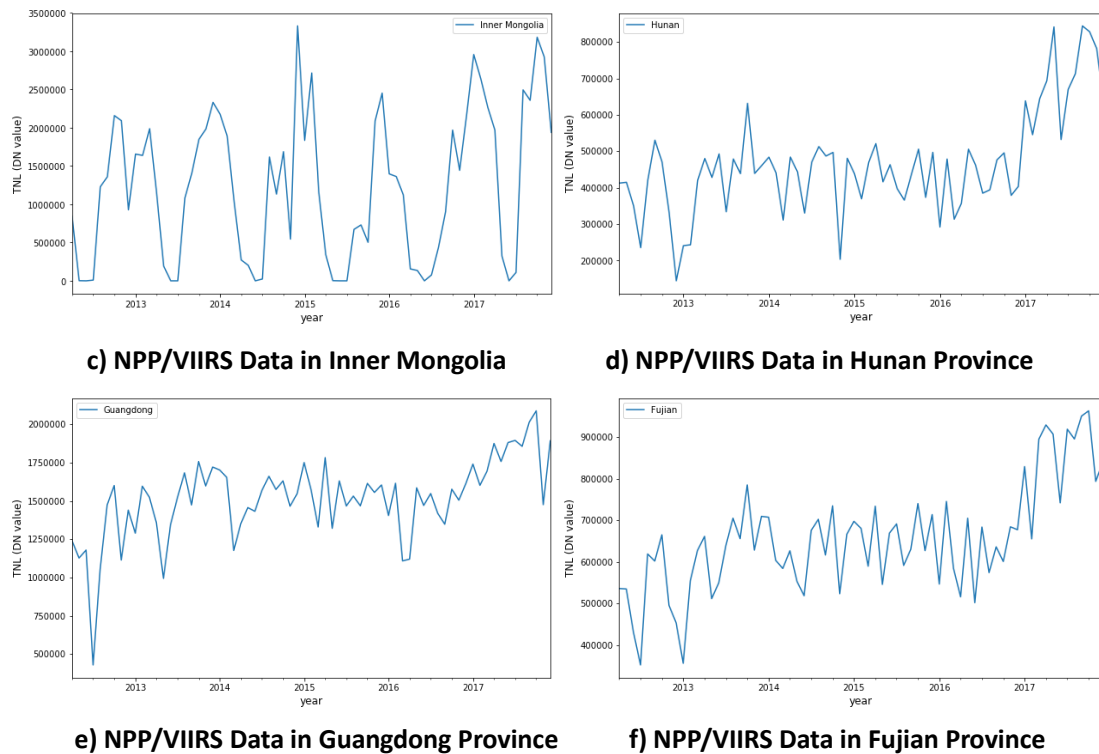 3500000
3000000
2500000
2000000
1500000
1000000
500000
0
TNL (DN value)
Inner Mongolia
2013 2014 2015 2016 2017
year
c) NPP/VIIRS Data in Inner Mongolia
800000
700000
600000
500000
400000
300000
200000
TNL (DN value)
Hunan
2013 2014 2015 2016 2017
year
d) NPP/VIIRS Data in Hunan Province
2000000
1750000
1500000
1250000
1000000
750000
500000
TNL (DN value)
Guangdong
2013 2014 2015 2016 2017
year
e) NPP/VIIRS Data in Guangdong Province
900000
800000
700000
600000
500000
400000
TNL (DN value)
Fujian
2013 2014 2015 2016 2017
year
f) NPP/VIIRS Data in Fujian Province